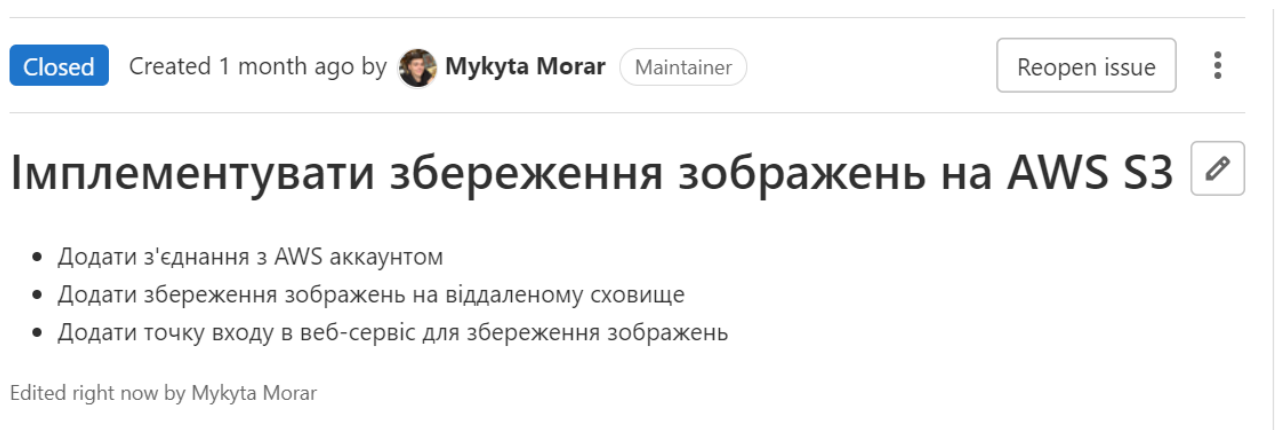 Closed Created 1 month ago by Mykyta Morar Maintainer Reopen issue
Імплементувати збереження зображень на AWS S3
Додати з'єднання з AWS аккаунтом
Додати збереження зображень на віддаленому сховище
Додати точку входу в веб-сервіс для збереження зображень
Edited right now by Mykyta Morar